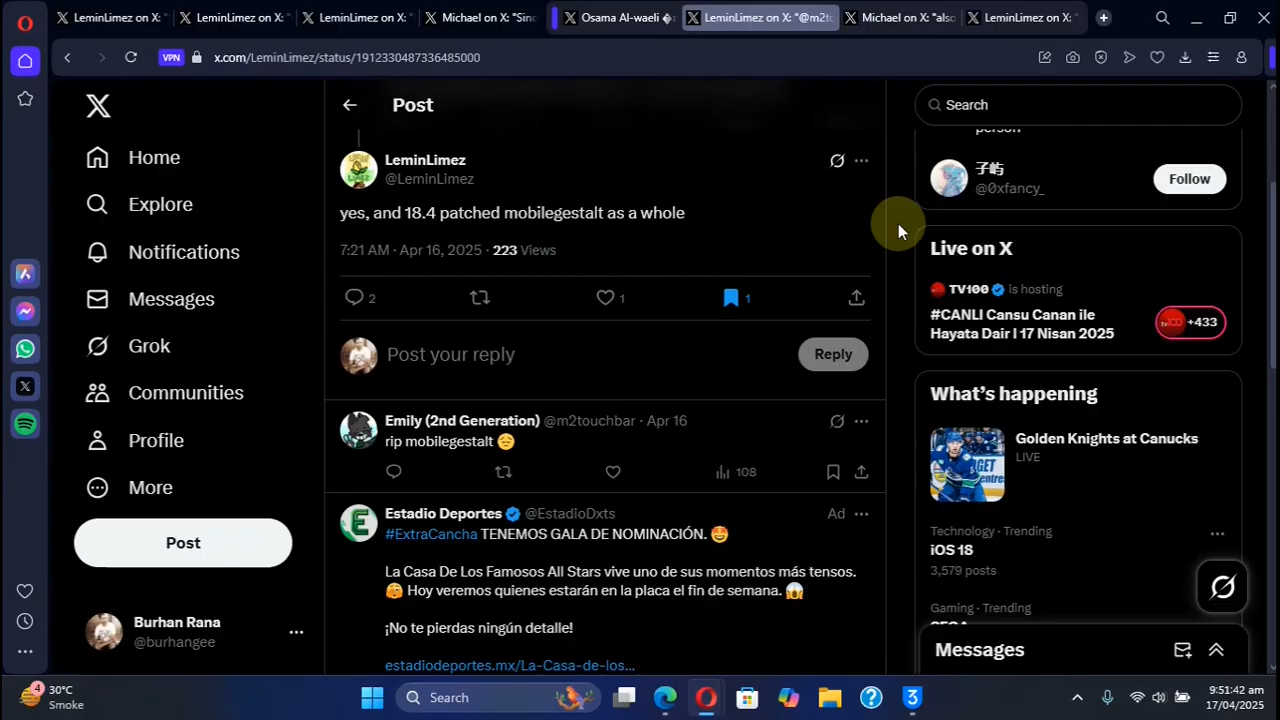 LeminLimez on X: "
LeminLimez on X: "
LeminLimez on X: "
Michael on X: "Sinc
Osama Al-waeli
LeminLimez on X: "@m2to
Michael on X: "also
LeminLimez on X: "
VPN
x.com/LeminLimez/status/1912330487336485000
Home
Explore
Notifications
Messages
Grok
Communities
Profile
More
Post
Burhan Rana
@burhangee
Post
LeminLimez
@LeminLimez
yes, and 18.4 patched mobilegestalt as a whole
7:21 AM · Apr 16, 2025 · 223 Views
2
1
1
Post your reply
Reply
Emily (2nd Generation) @m2touchbar · Apr 16
rip mobilegestalt 😔
108
Estadio Deportes @EstadioDxts
Ad
#ExtraCancha TENEMOS GALA DE NOMINACIÓN. 🤩
La Casa De Los Famosos All Stars vive uno de sus momentos más tensos.
🫣 Hoy veremos quienes estarán en la placa el fin de semana. 😱
¡No te pierdas ningún detalle!
estadiodeportes.mx/La-Casa-de-los...
Search
person
子屿
@0xfancy_
Follow
Live on X
TV100 is hosting
#CANLI Cansu Canan ile
Hayata Dair I 17 Nisan 2025
+433
What's happening
Golden Knights at Canucks
LIVE
Technology · Trending
iOS 18
3,579 posts
Gaming · Trending
Messages
4
30°C
Smoke
Search
9:51:42 am
17/04/2025